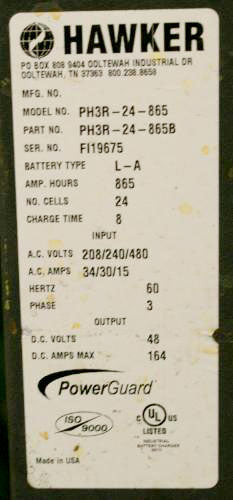 HAWKER
PO BOX 808 9404 OOLTEWAH INDUSTRIAL DR
OOLTEWAH, TN 37363 800.238.8658
MFG. NO.
MODEL NO. PH3R-24-865
PART NO. PH3R-24-865B
SER. NO. FI19675
BATTERY TYPE L-A
AMP. HOURS 865
NO. CELLS 24
CHARGE TIME 8
INPUT
A.C. VOLTS 208/240/480
A.C. AMPS 34/30/15
HERTZ 60
PHASE 3
OUTPUT
D.C. VOLTS 48
D.C. AMPS MAX 164
PowerGuard
ISO 9000
C UL US
LISTED
INDUSTRIAL
BATTERY CHARGER
Made in USA